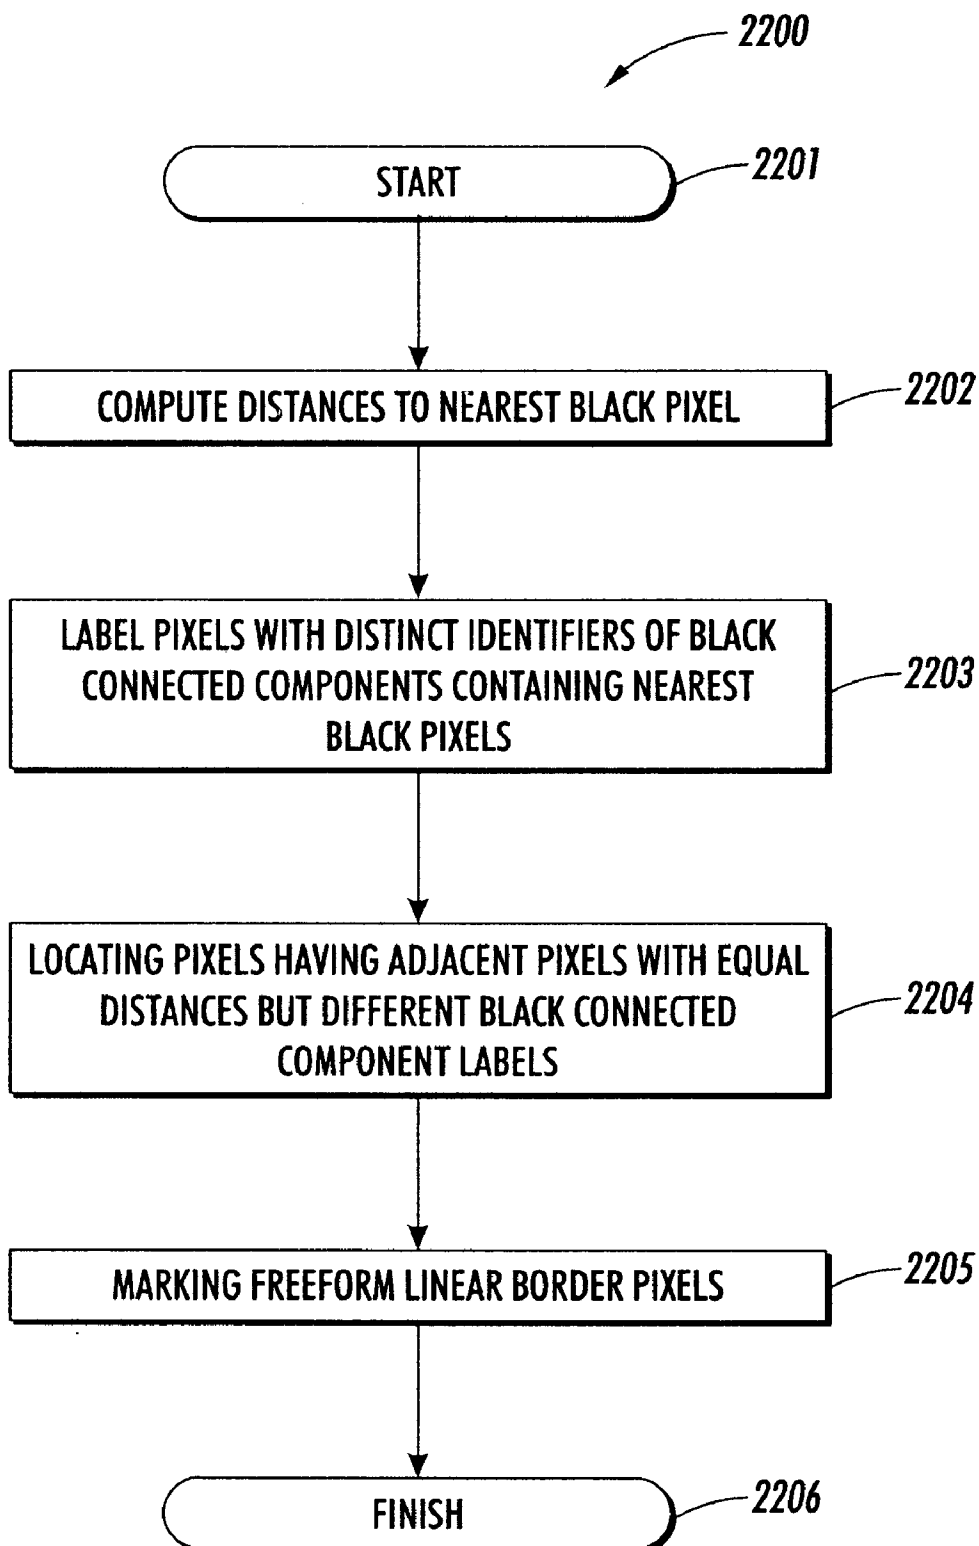 2200
START
2201
COMPUTE DISTANCES TO NEAREST BLACK PIXEL
2202
LABEL PIXELS WITH DISTINCT IDENTIFIERS OF BLACK
CONNECTED COMPONENTS CONTAINING NEAREST
BLACK PIXELS
2203
LOCATING PIXELS HAVING ADJACENT PIXELS WITH EQUAL
DISTANCES BUT DIFFERENT BLACK CONNECTED
COMPONENT LABELS
2204
MARKING FREEFORM LINEAR BORDER PIXELS
2205
FINISH
2206